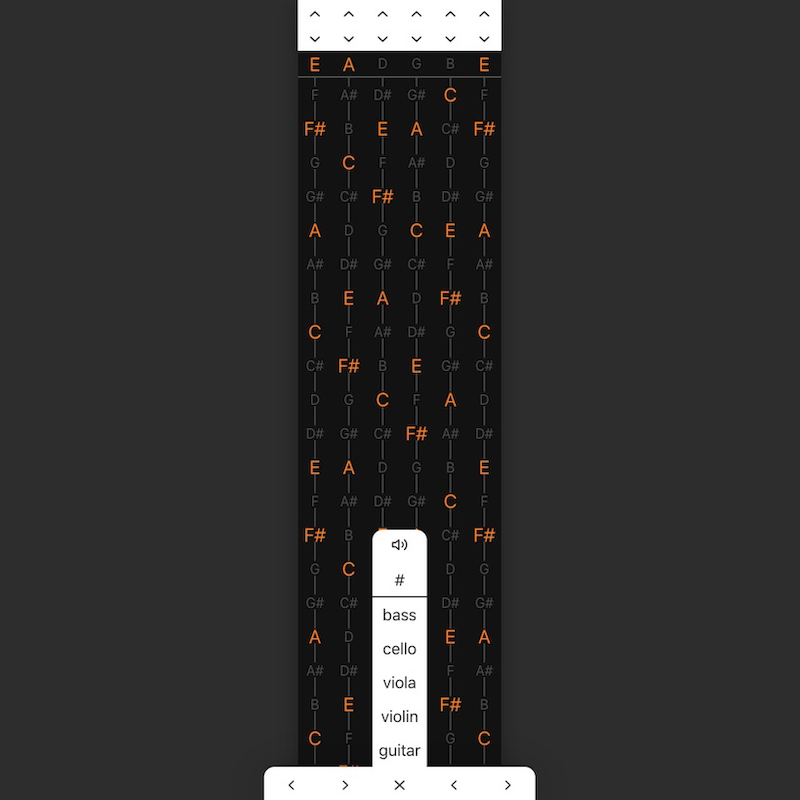 E A D G B E
F A# D# G# C F
F# B E A C# F#
G C F A# D G
G# C# F# B D# G#
A D G C E A
A# D# G# C# F A#
B E A D F# B
C F A# D# G C
C# F# B E G# C#
D G C F A D
D# G# C# F# A# D#
E A D G B E
F A# D# G# C F
F# B C# F#
G C D G
#
G# C# D# G#
bass
A D E A
cello
A# D# F A#
viola
B E F# B
violin
C F G C
guitar